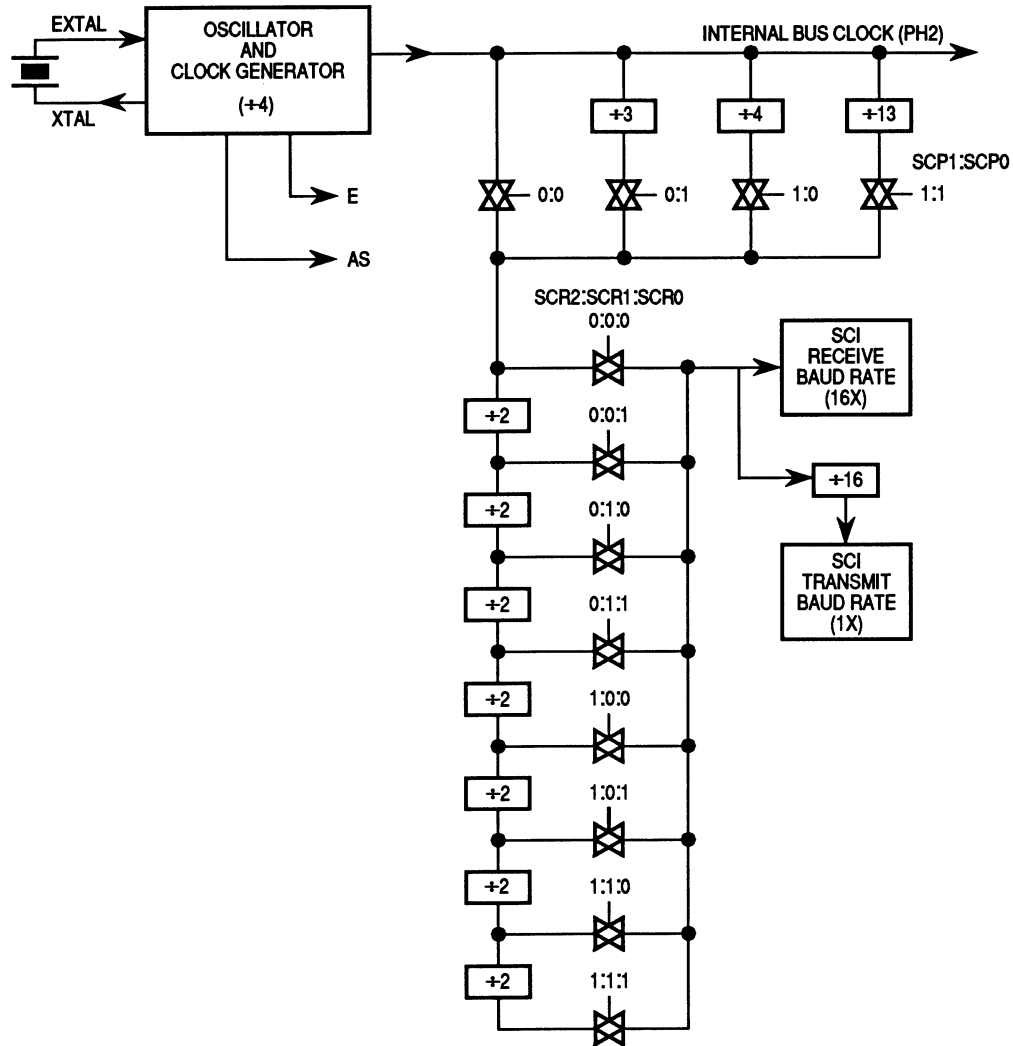 EXTAL
XTAL
OSCILLATOR
AND
CLOCK GENERATOR
(÷4)
INTERNAL BUS CLOCK (PH2)
÷3
÷4
÷13
SCP1:SCP0
0:0
0:1
1:0
1:1
E
AS
SCR2:SCR1:SCR0
0:0:0
SCI
RECEIVE
BAUD RATE
(16X)
÷2
0:0:1
÷16
÷2
0:1:0
SCI
TRANSMIT
BAUD RATE
(1X)
÷2
0:1:1
÷2
1:0:0
÷2
1:0:1
÷2
1:1:0
÷2
1:1:1